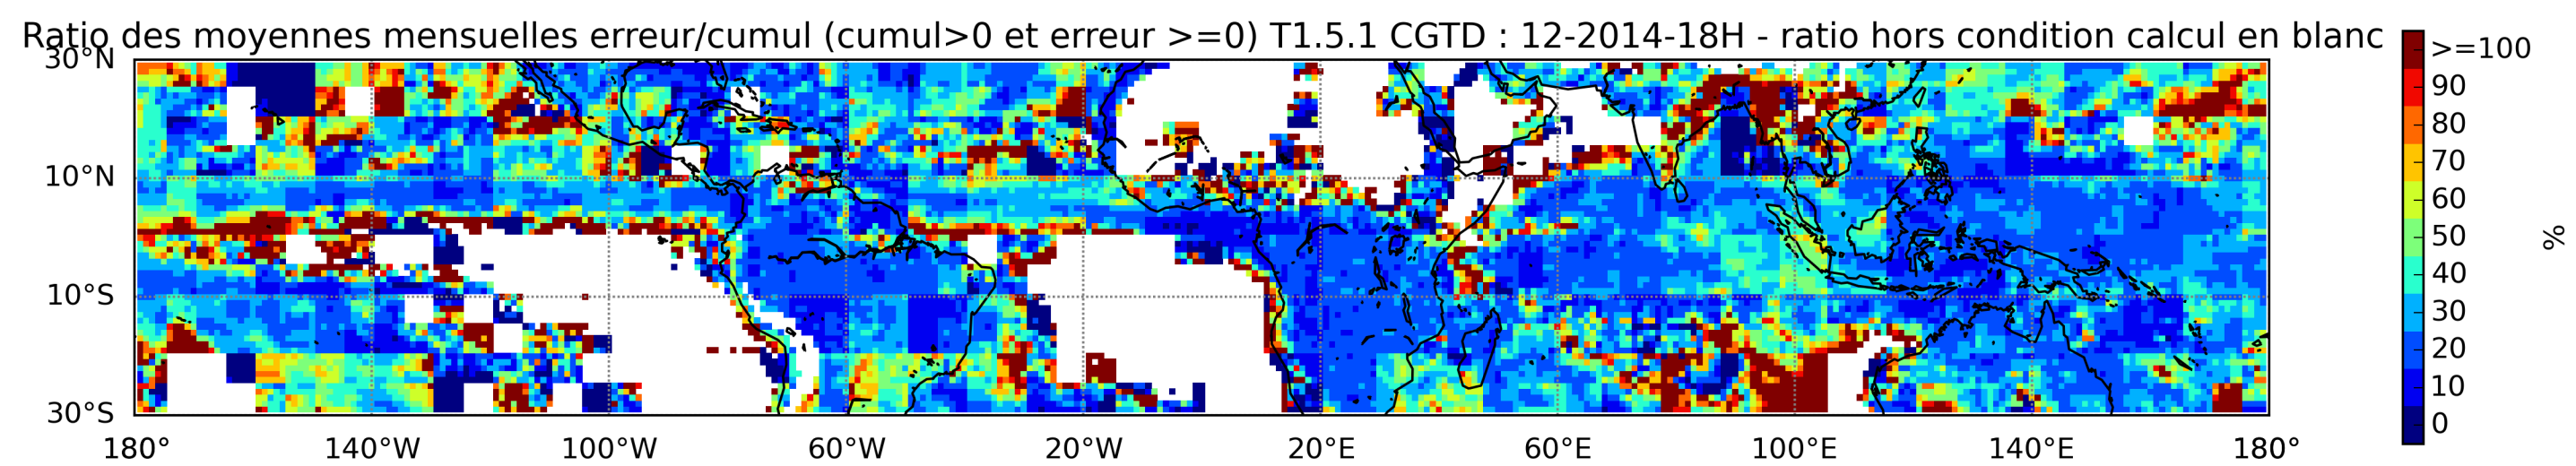 Ratio des moyennes mensuelles erreur/cumul (cumul>0 et erreur >=0) T1.5.1 CGTD : 12-2014-18H - ratio hors condition calcul en blanc
30°N
10°N
10°S
30°S
180°
140°W
100°W
60°W
20°W
20°E
60°E
100°E
140°E
180°
>=100
90
80
70
60
50
40
30
20
10
0
%